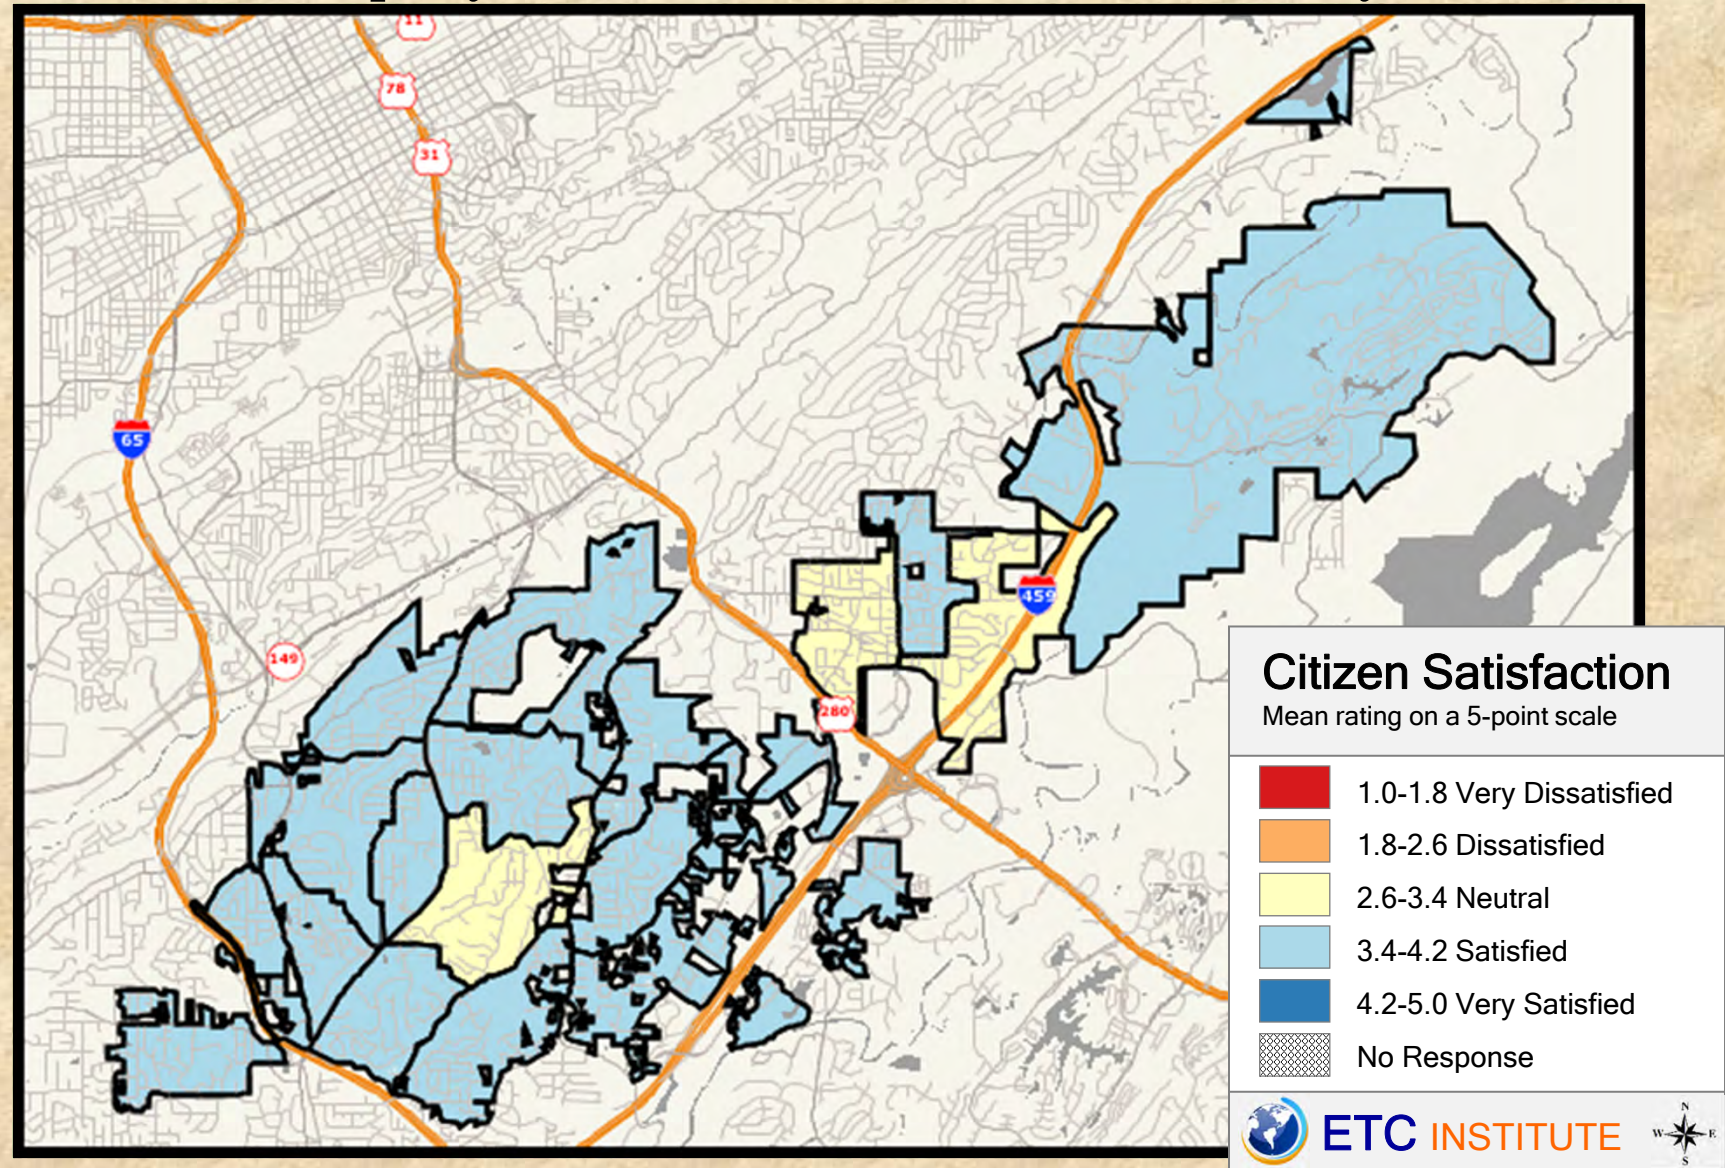 11
78
31
65
149
280
459
Citizen Satisfaction
Mean rating on a 5-point scale
1.0-1.8 Very Dissatisfied
1.8-2.6 Dissatisfied
2.6-3.4 Neutral
3.4-4.2 Satisfied
4.2-5.0 Very Satisfied
No Response
ETC INSTITUTE
N
W E
S